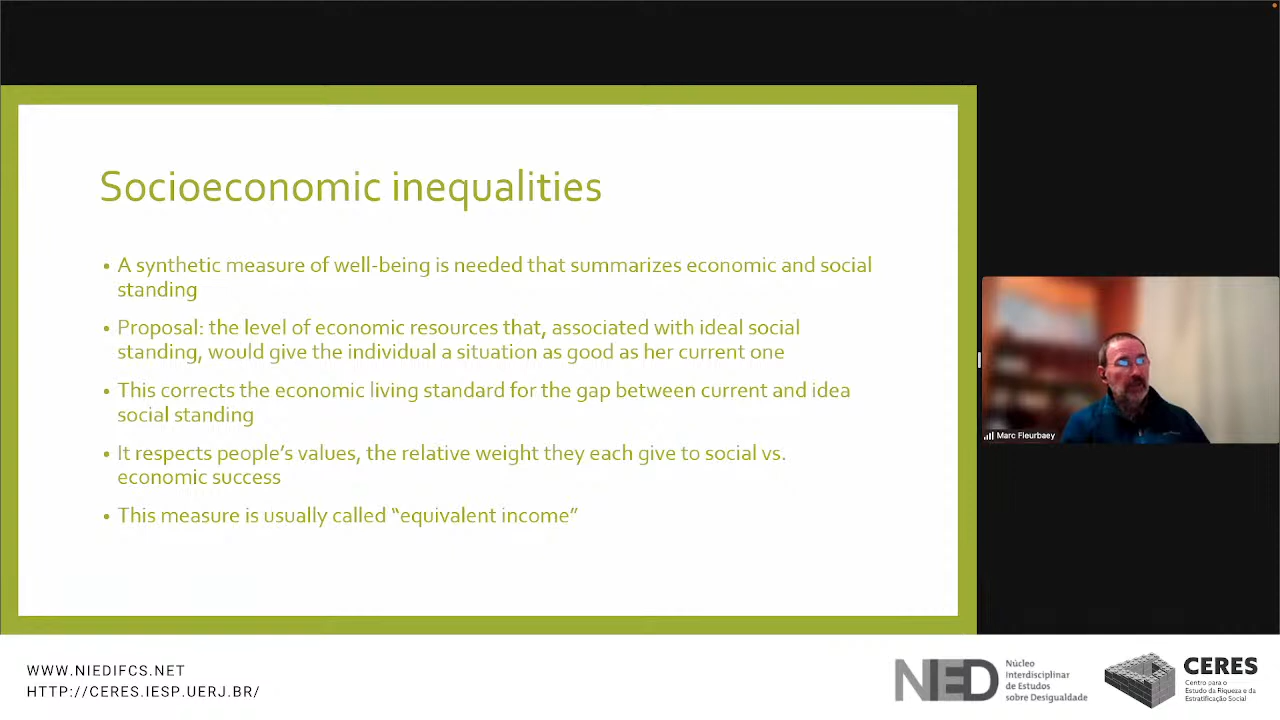 Socioeconomic inequalities
• A synthetic measure of well-being is needed that summarizes economic and social
standing
• Proposal: the level of economic resources that, associated with ideal social
standing, would give the individual a situation as good as her current one
• This corrects the economic living standard for the gap between current and idea
social standing
• It respects people's values, the relative weight they each give to social vs.
economic success
• This measure is usually called “equivalent income”
Marc Fleurbaey
WWW.NIEDIFCS.NET
HTTP://CERES.IESP.UERJ.BR/
NIED
Núcleo
Interdisciplinar
de Estudos
sobre Desigualdade
CERES
Centro para o
Estudo da Riqueza e da
Estratificação Social